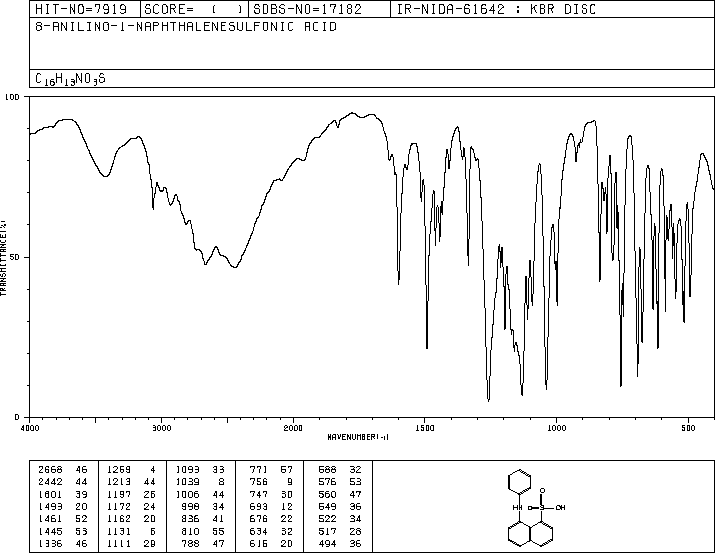 HIT-NO=7919 SCORE= ( ) SDBS-NO=17182 IR-NIDA-61642 : KBR DISC
8-ANILINO-1-NAPHTHALENESULFONIC ACID
C16H13NO3S
100
50
0
TRANSMITTANCE(%)
4000 3000 2000 1500 1000 500
WAVENUMBER(-1)
2668 46 1259 4 1093 33 771 57 588 32
2442 44 1213 44 1039 8 756 9 576 53
1601 39 1197 26 1006 44 747 30 560 47
1493 20 1172 24 998 34 693 12 549 36
1461 52 1162 20 836 41 676 22 522 34
1445 53 1131 6 810 55 634 32 517 28
1336 46 1111 29 788 47 616 20 494 36
O
HN O S OH
O